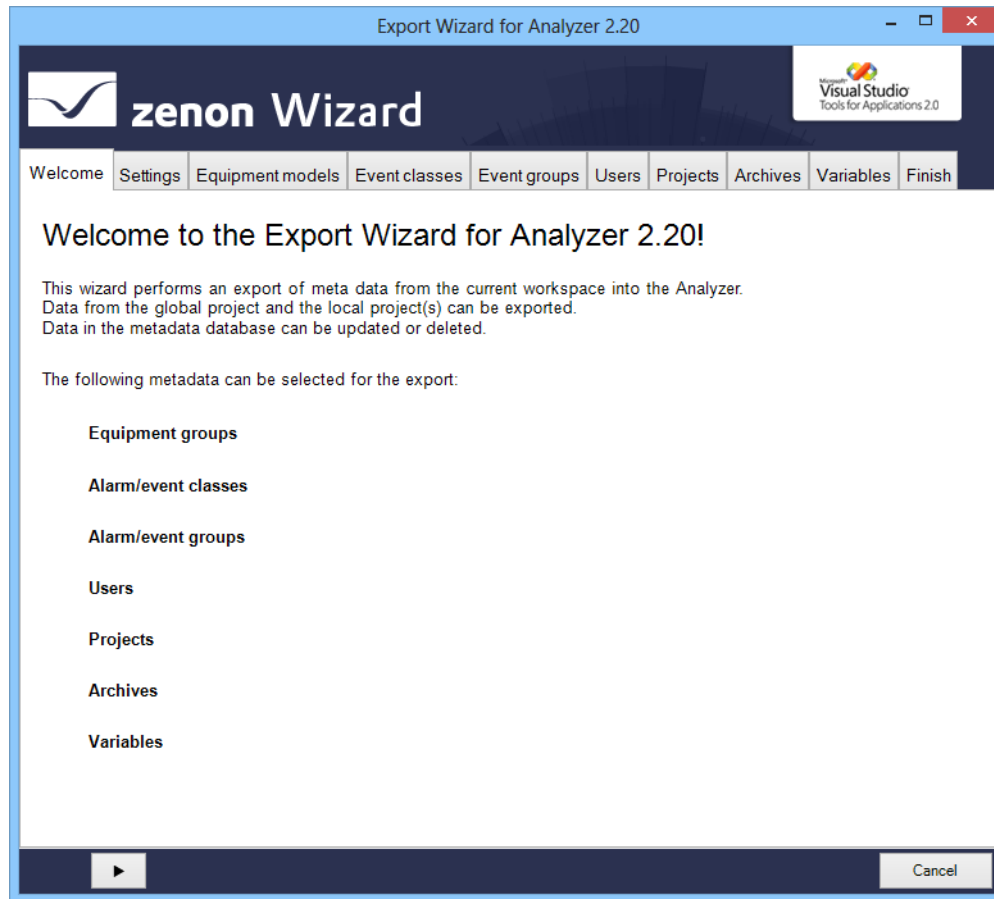 Export Wizard for Analyzer 2.20
zenon Wizard
Microsoft
Visual Studio
Tools for Applications 2.0
Welcome Settings Equipment models Event classes Event groups Users Projects Archives Variables Finish
Welcome to the Export Wizard for Analyzer 2.20!
This wizard performs an export of meta data from the current workspace into the Analyzer.
Data from the global project and the local project(s) can be exported.
Data in the metadata database can be updated or deleted.
The following metadata can be selected for the export:
Equipment groups
Alarm/event classes
Alarm/event groups
Users
Projects
Archives
Variables
Cancel